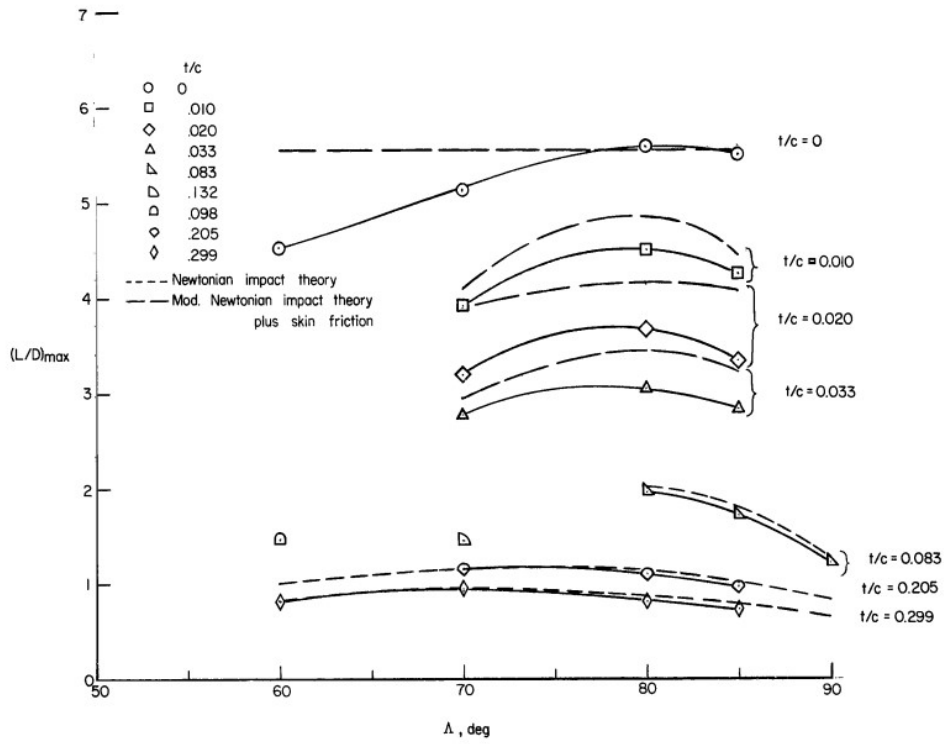 7
6
5
4
3
2
1
0
(L/D)max
t/c
0
.010
.020
.033
.083
.132
.098
.205
.299
Newtonian impact theory
Mod. Newtonian impact theory
plus skin friction
t/c=0
t/c=0.010
t/c=0.020
t/c=0.033
t/c=0.083
t/c=0.205
t/c=0.299
50 60 70 80 90
Λ, deg